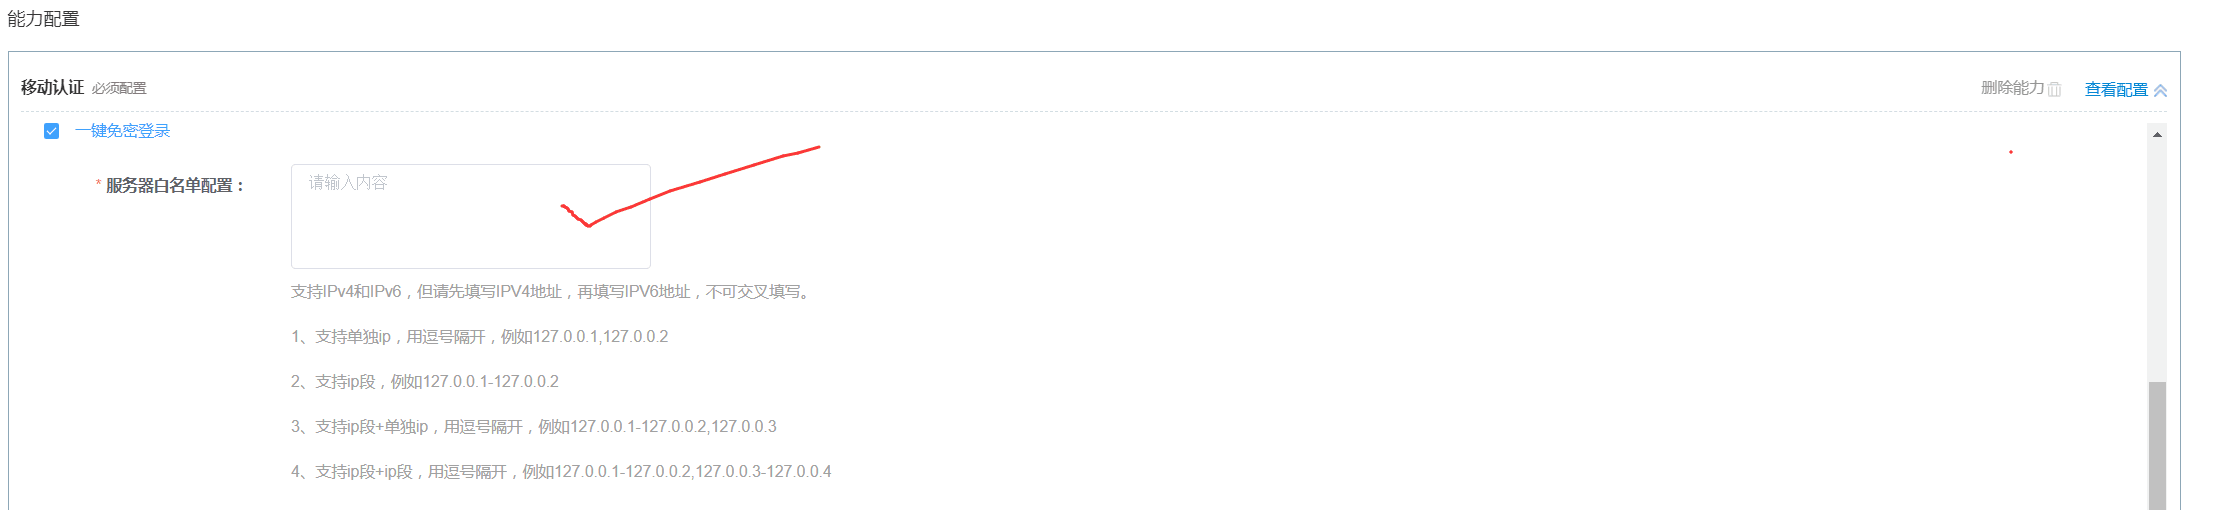 能力配置
移动认证 必须配置 删除能力 查看配置
一键免密登录
* 服务器白名单配置：
请输入内容
支持IPv4和IPv6，但请先填写IPV4地址，再填写IPV6地址，不可交叉填写。
1、支持单独ip，用逗号隔开，例如127.0.0.1,127.0.0.2
2、支持ip段，例如127.0.0.1-127.0.0.2
3、支持ip段+单独ip，用逗号隔开，例如127.0.0.1-127.0.0.2,127.0.0.3
4、支持ip段+ip段，用逗号隔开，例如127.0.0.1-127.0.0.2,127.0.0.3-127.0.0.4